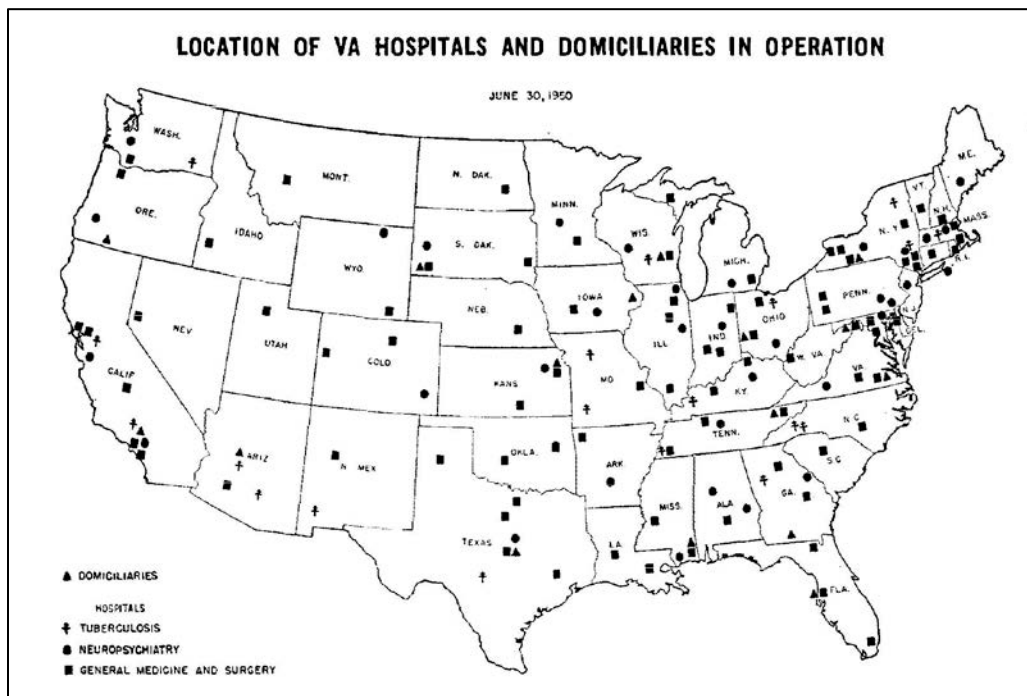 LOCATION OF VA HOSPITALS AND DOMICILIARIES IN OPERATION
JUNE 30, 1950
WASH.
ORE.
IDAHO
MONT.
N. DAK.
MINN.
S. DAK.
WYO.
NEB.
IOWA
WIS.
MICH.
ME.
VT.
N.H.
MASS.
N.Y.
R.I.
PENN.
N.J.
DEL.
OHIO
IND.
ILL.
NEV.
UTAH
COLO.
KANS.
MO.
KY.
W. VA.
VA.
CALIF.
ARIZ.
N. MEX
OKLA.
ARK.
TENN.
N.C.
S.C.
GA.
ALA.
MISS.
LA.
TEXAS
FLA.
DOMICILIARIES
HOSPITALS
TUBERCULOSIS
NEUROPSYCHIATRY
GENERAL MEDICINE AND SURGERY